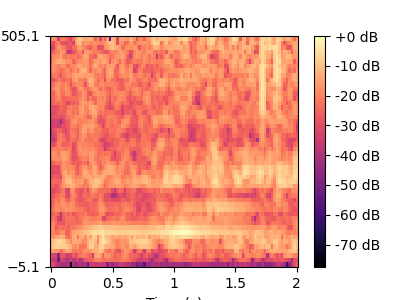 Mel Spectrogram
505.1
−5.1
0
0.5
1
1.5
2
+0 dB
-10 dB
-20 dB
-30 dB
-40 dB
-50 dB
-60 dB
-70 dB